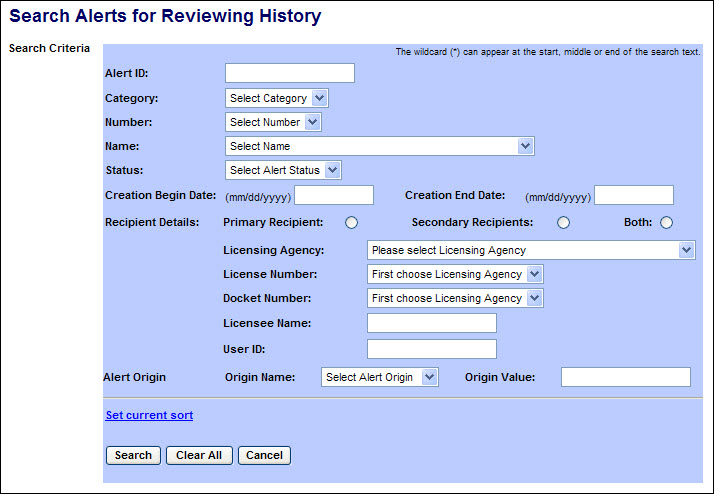 Search Alerts for Reviewing History
Search Criteria
The wildcard (*) can appear at the start, middle or end of the search text.
Alert ID:
Category: Select Category
Number: Select Number
Name: Select Name
Status: Select Alert Status
Creation Begin Date: (mm/dd/yyyy) Creation End Date: (mm/dd/yyyy)
Recipient Details: Primary Recipient: Secondary Recipients: Both:
Licensing Agency: Please select Licensing Agency
License Number: First choose Licensing Agency
Docket Number: First choose Licensing Agency
Licensee Name:
User ID:
Alert Origin Origin Name: Select Alert Origin Origin Value:
Set current sort
Search Clear All Cancel